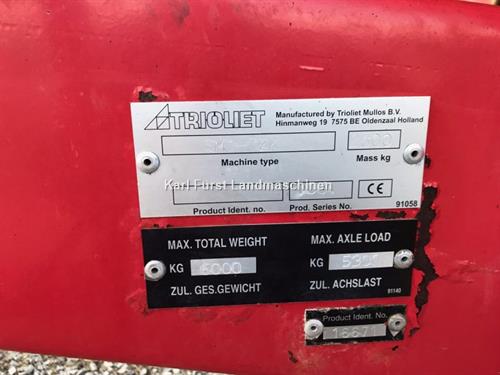 TRIOLIET
Manufactured by Trioliet Mullos B.V.
Hinmanweg 19 7575 BE Oldenzaal Holland
Machine type
Mass kg
Karl Fürst Landmaschinen
Product Ident. no.
Prod. Series No.
CE
91058
MAX. TOTAL WEIGHT
MAX. AXLE LOAD
KG 6000
KG
ZUL. GES.GEWICHT
ZUL. ACHSLAST
91140
Product Ident. No.
16671